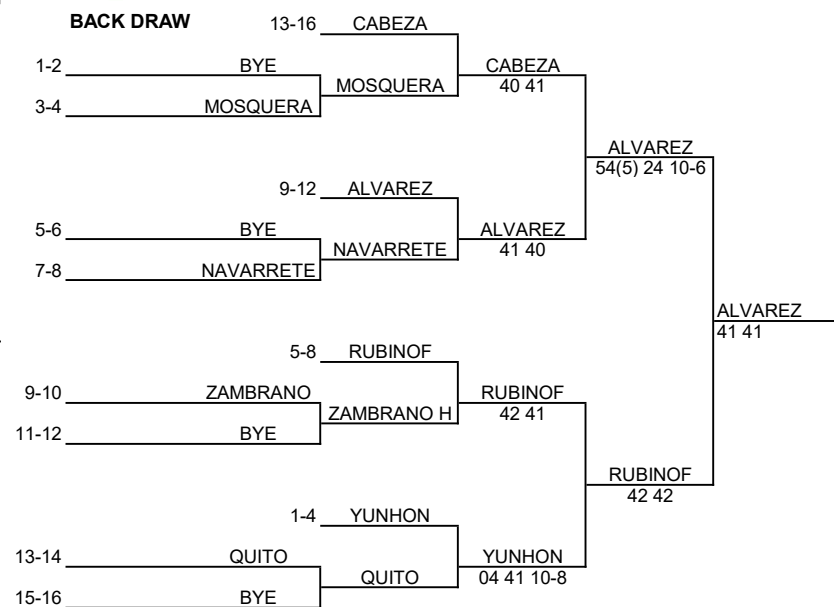 BACK DRAW
13-16 CABEZA
1-2 BYE
MOSQUERA
CABEZA
40 41
3-4 MOSQUERA
ALVAREZ
54(5) 24 10-6
9-12 ALVAREZ
5-6 BYE
NAVARRETE
ALVAREZ
41 40
7-8 NAVARRETE
ALVAREZ
41 41
5-8 RUBINOF
9-10 ZAMBRANO
ZAMBRANO H
RUBINOF
42 41
11-12 BYE
RUBINOF
42 42
1-4 YUNHON
13-14 QUITO
QUITO
YUNHON
04 41 10-8
15-16 BYE